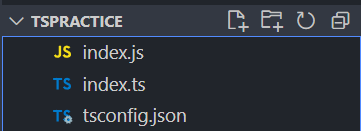 TSPRACTICE
JS index.js
TS index.ts
TS tsconfig.json